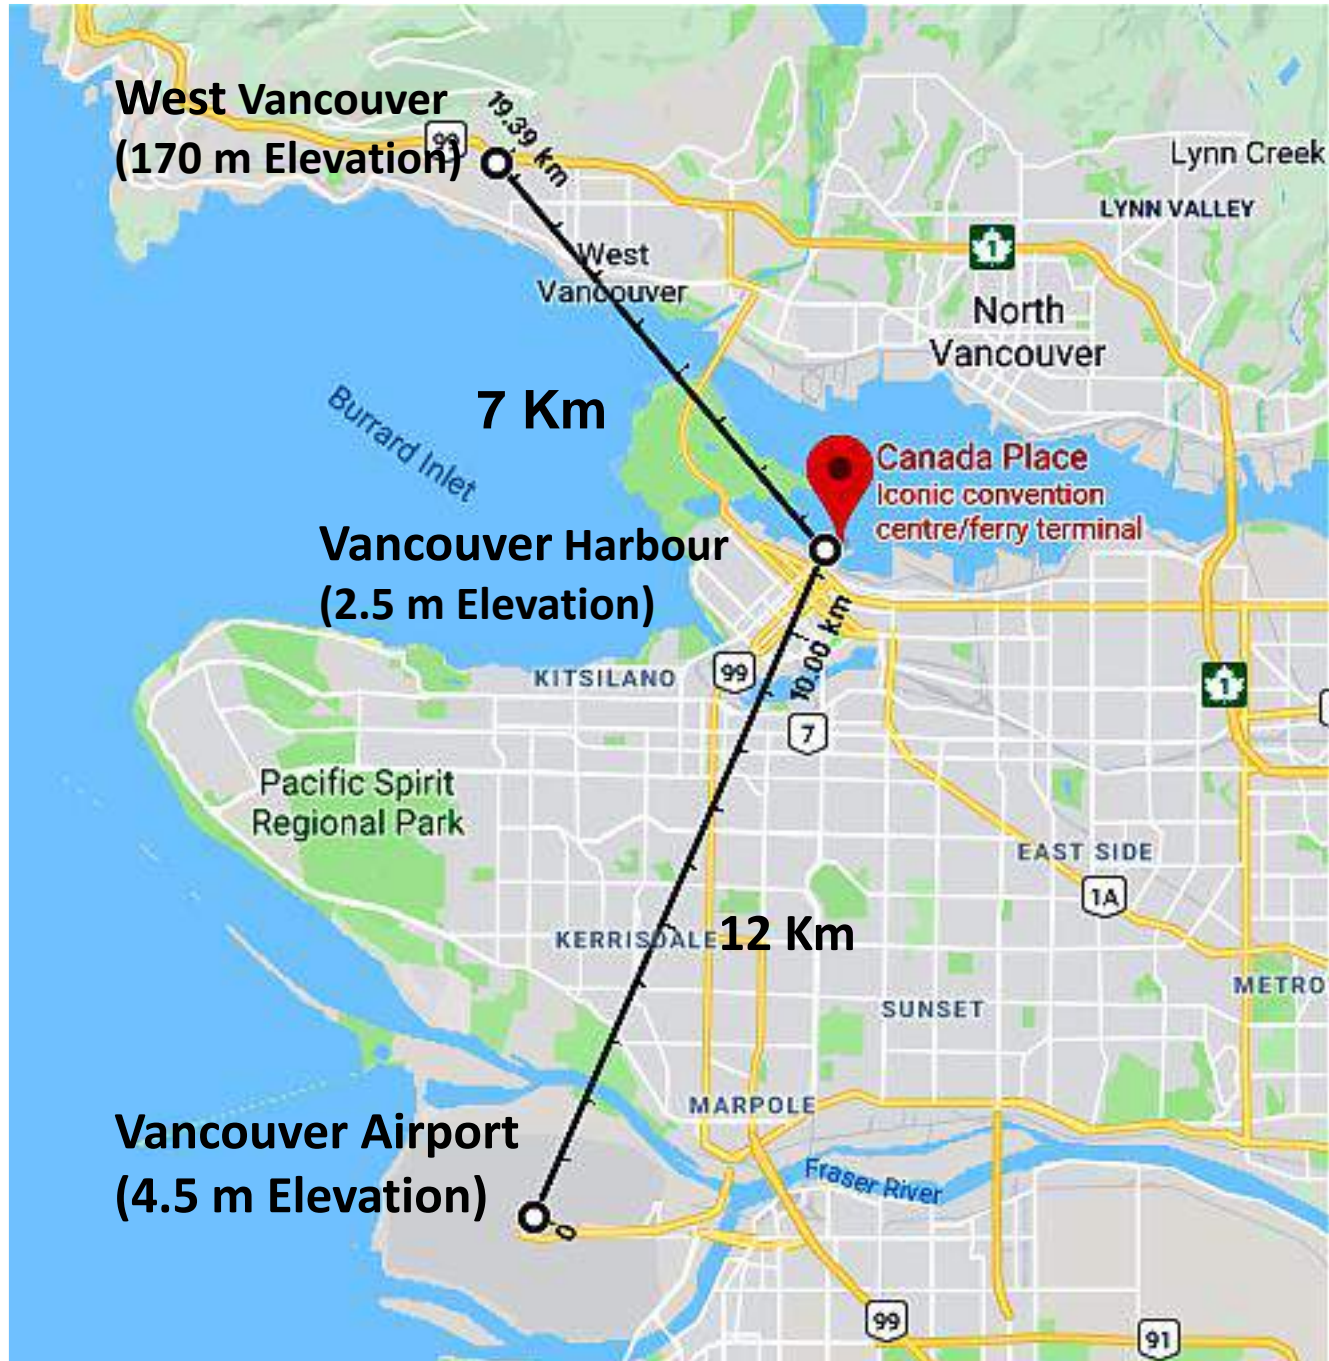 West Vancouver
(170 m Elevation)
99
19.39 km
Lynn Creek
LYNN VALLEY
1
West
Vancouver
North
Vancouver
7 Km
Burrard Inlet
Canada Place
Iconic convention
centre/ferry terminal
Vancouver Harbour
(2.5 m Elevation)
10.00 km
KITSILANO
99
1
7
Pacific Spirit
Regional Park
EAST SIDE
1A
KERRISDALE
12 Km
METRO
SUNSET
MARPOLE
Vancouver Airport
(4.5 m Elevation)
Fraser River
0
99
91